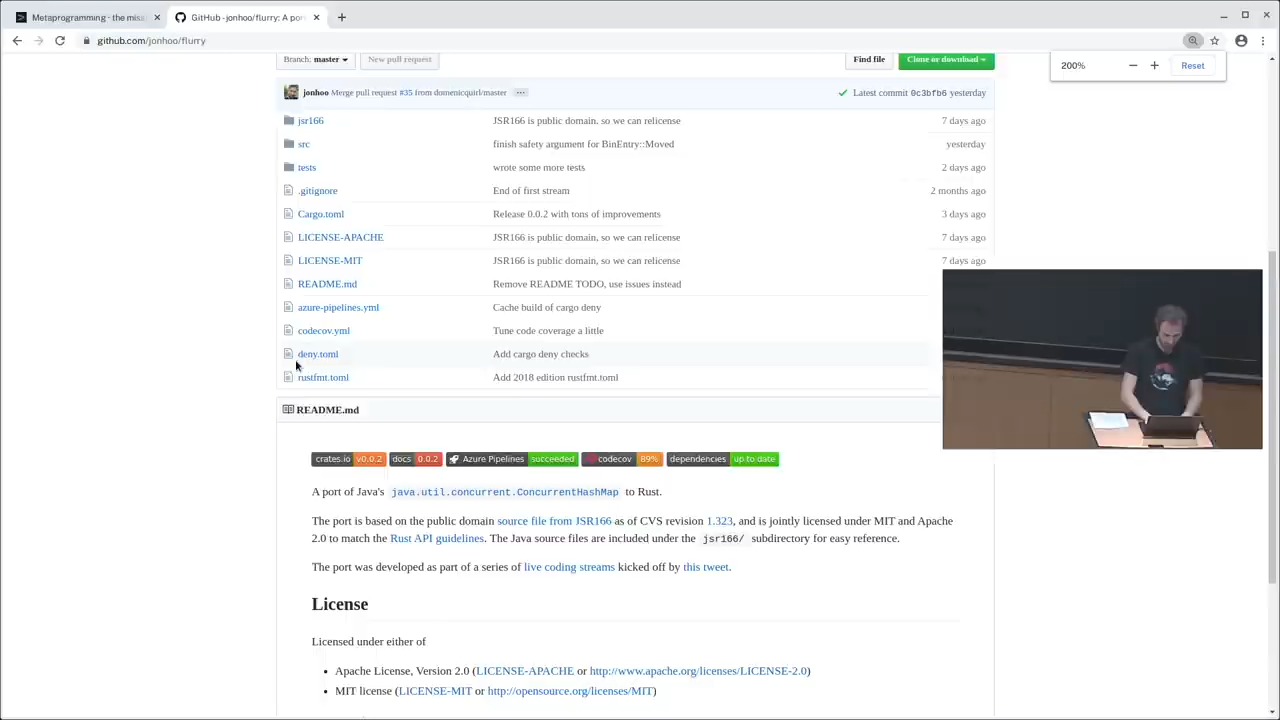 Metaprogramming · the miss
GitHub - jonhoo/flurry: A por
github.com/jonhoo/flurry
200%
Reset
Branch: master
New pull request
Find file
Clone or download
jonhoo Merge pull request #35 from domenicquirl/master ...
Latest commit 0c3bfb6 yesterday
jsr166 JSR166 is public domain, so we can relicense 7 days ago
src finish safety argument for BinEntry::Moved yesterday
tests wrote some more tests 2 days ago
.gitignore End of first stream 2 months ago
Cargo.toml Release 0.0.2 with tons of improvements 3 days ago
LICENSE-APACHE JSR166 is public domain, so we can relicense 7 days ago
LICENSE-MIT JSR166 is public domain, so we can relicense 7 days ago
README.md Remove README TODO, use issues instead
azure-pipelines.yml Cache build of cargo deny
codecov.yml Tune code coverage a little
deny.toml Add cargo deny checks
rustfmt.toml Add 2018 edition rustfmt.toml
README.md
crates.io v0.0.2 docs 0.0.2 Azure Pipelines succeeded codecov 89% dependencies up to date
A port of Java's java.util.concurrent.ConcurrentHashMap to Rust.
The port is based on the public domain source file from JSR166 as of CVS revision 1.323, and is jointly licensed under MIT and Apache
2.0 to match the Rust API guidelines. The Java source files are included under the jsr166/ subdirectory for easy reference.
The port was developed as part of a series of live coding streams kicked off by this tweet.
License
Licensed under either of
• Apache License, Version 2.0 (LICENSE-APACHE or http://www.apache.org/licenses/LICENSE-2.0)
• MIT license (LICENSE-MIT or http://opensource.org/licenses/MIT)